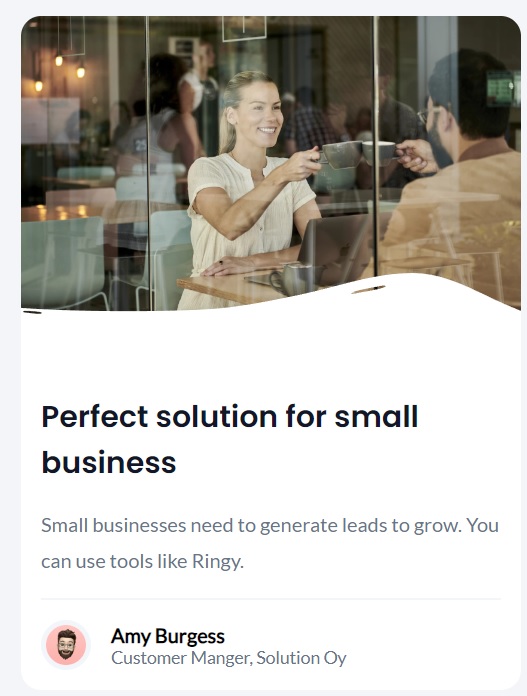 Perfect solution for small
business
Small businesses need to generate leads to grow. You
can use tools like Ringy.
Amy Burgess
Customer Manger, Solution Oy